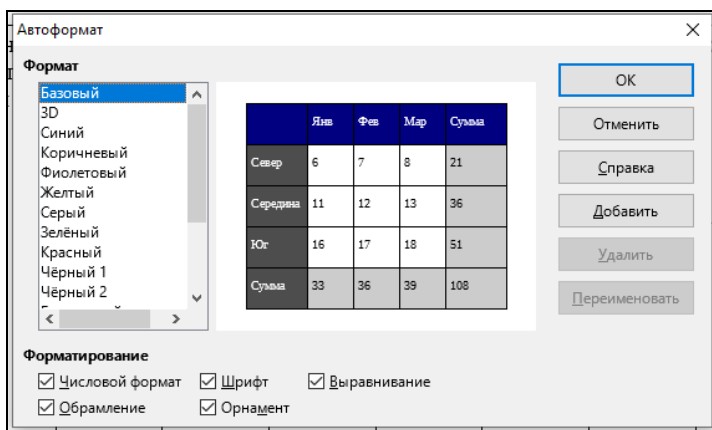 Автоформат
Формат
Базовый
3D
Синий
Коричневый
Фиолетовый
Желтый
Серый
Зелёный
Красный
Чёрный 1
Чёрный 2
Янв Фев Мар Сумма
Север 6 7 8 21
Середина 11 12 13 36
Юг 16 17 18 51
Сумма 33 36 39 108
ОК
Отменить
Справка
Добавить
Удалить
Переименовать
Форматирование
Числовой формат Шрифт Выравнивание
Обрамление Орнамент